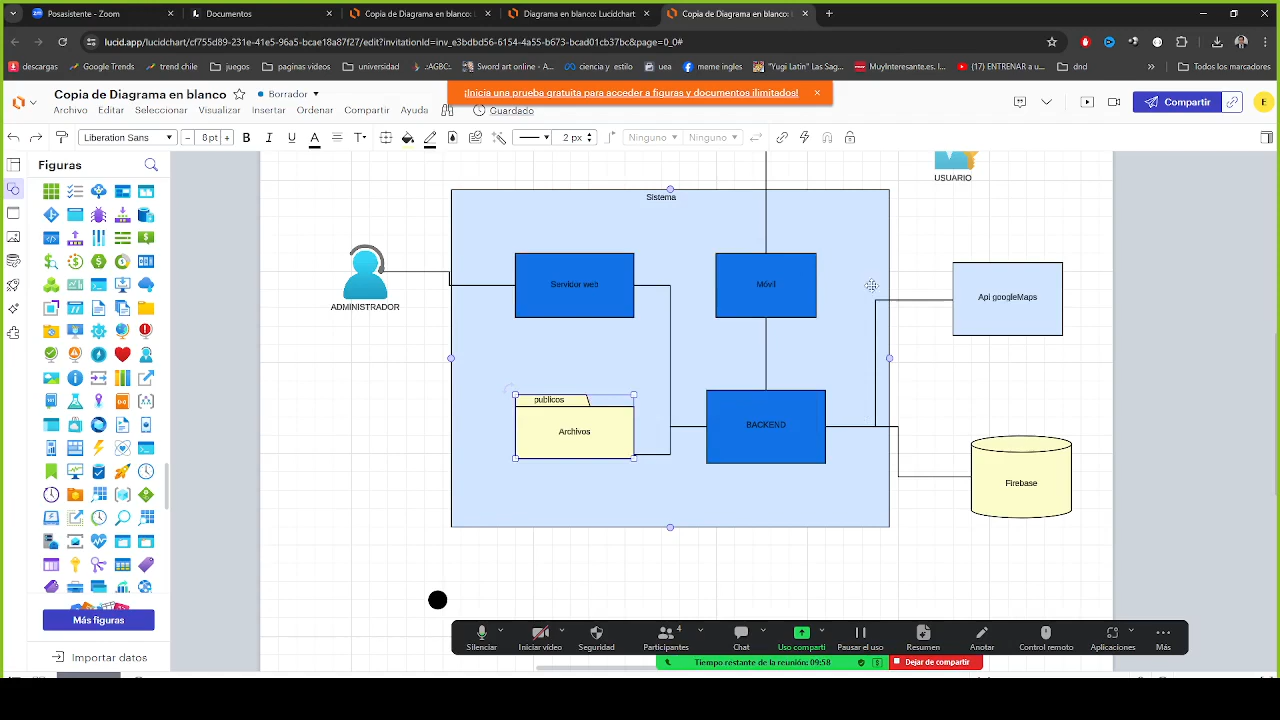 Posasistente - Zoom
Documentos
Copia de Diagrama en blanco:
Diagrama en blanco: Lucidchart
Copia de Diagrama en blanco:
lucid.app/lucidchart/cf755d89-231e-41e5-96a5-bcae18a87f27/edit?invitationId=inv_e3bdbd56-6154-4a55-b673-bcad01cb37bc&page=0_0#
descargas
Google Trends
trend chile
juegos
paginas videos
universidad
.:AGBC:.
Sword art online - A...
ciencia y estilo
uea
meme ingles
"Yugi Latin" Las Sag...
MuyInteresante.es. I...
(17) ENTRENAR a u...
dnd
Todos los marcadores
Copia de Diagrama en blanco
Borrador
¡Inicia una prueba gratuita para acceder a figuras y documentos ilimitados!
Archivo
Editar
Seleccionar
Visualizar
Insertar
Ordenar
Compartir
Ayuda
Guardado
Compartir
E
Liberation Sans
8 pt
B
I
U
A
T
2 px
Ninguno
Ninguno
Figuras
USUARIO
Sistema
ADMINISTRADOR
Servidor web
Móvil
Api googleMaps
publicos
Archivos
BACKEND
Firebase
Más figuras
Importar datos
Silenciar
Iniciar vídeo
Seguridad
4
Participantes
Chat
Uso comparti
Pausar el uso
Resumen
Anotar
Control remoto
Aplicaciones
Más
Tiempo restante de la reunión: 09:58
Dejar de compartir